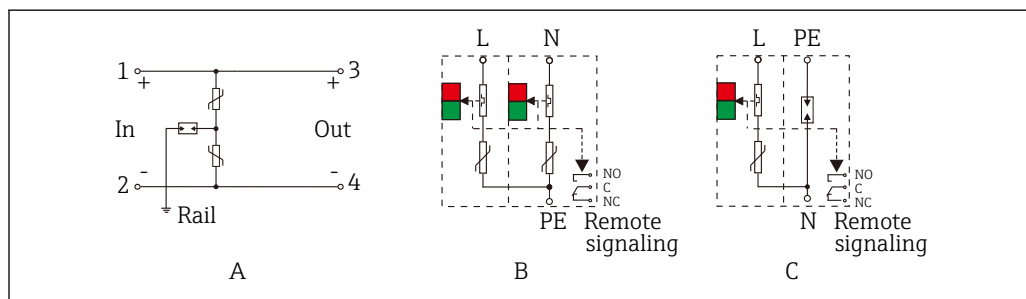 1
+
3
+
In
Out
2
-
4
-
Rail
A
L
N
NO
C
NC
PE
Remote
signaling
B
L
PE
NO
C
NC
N
Remote
signaling
C